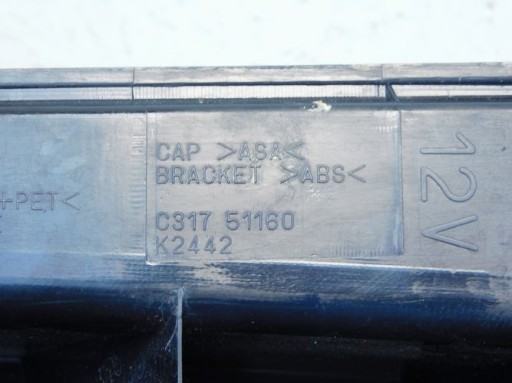 CAP >ASA<
BRACKET >ABS<
+PET<
C317 51160
K2442
12V